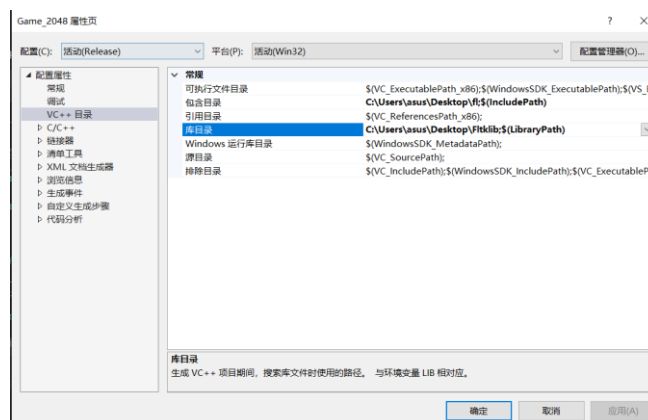 Game_2048 属性页
配置(C): 活动(Release) 平台(P): 活动(Win32) 配置管理器(O)...
配置属性
常规
调试
VC++ 目录
C/C++
链接器
清单工具
XML 文档生成器
浏览信息
生成事件
自定义生成步骤
代码分析
常规
可执行文件目录 $(VC_ExecutablePath_x86);$(WindowsSDK_ExecutablePath);$(VS_
包含目录 C:\Users\asus\Desktop\fl;$(IncludePath)
引用目录 $(VC_ReferencesPath_x86);
库目录 C:\Users\asus\Desktop\Fltklib;$(LibraryPath)
Windows 运行库目录 $(WindowsSDK_MetadataPath);
源目录 $(VC_SourcePath);
排除目录 $(VC_IncludePath);$(WindowsSDK_IncludePath);$(VC_ExecutableP
库目录
生成 VC++ 项目期间，搜索库文件时使用的路径。 与环境变量 LIB 相对应。
确定 取消 应用(A)